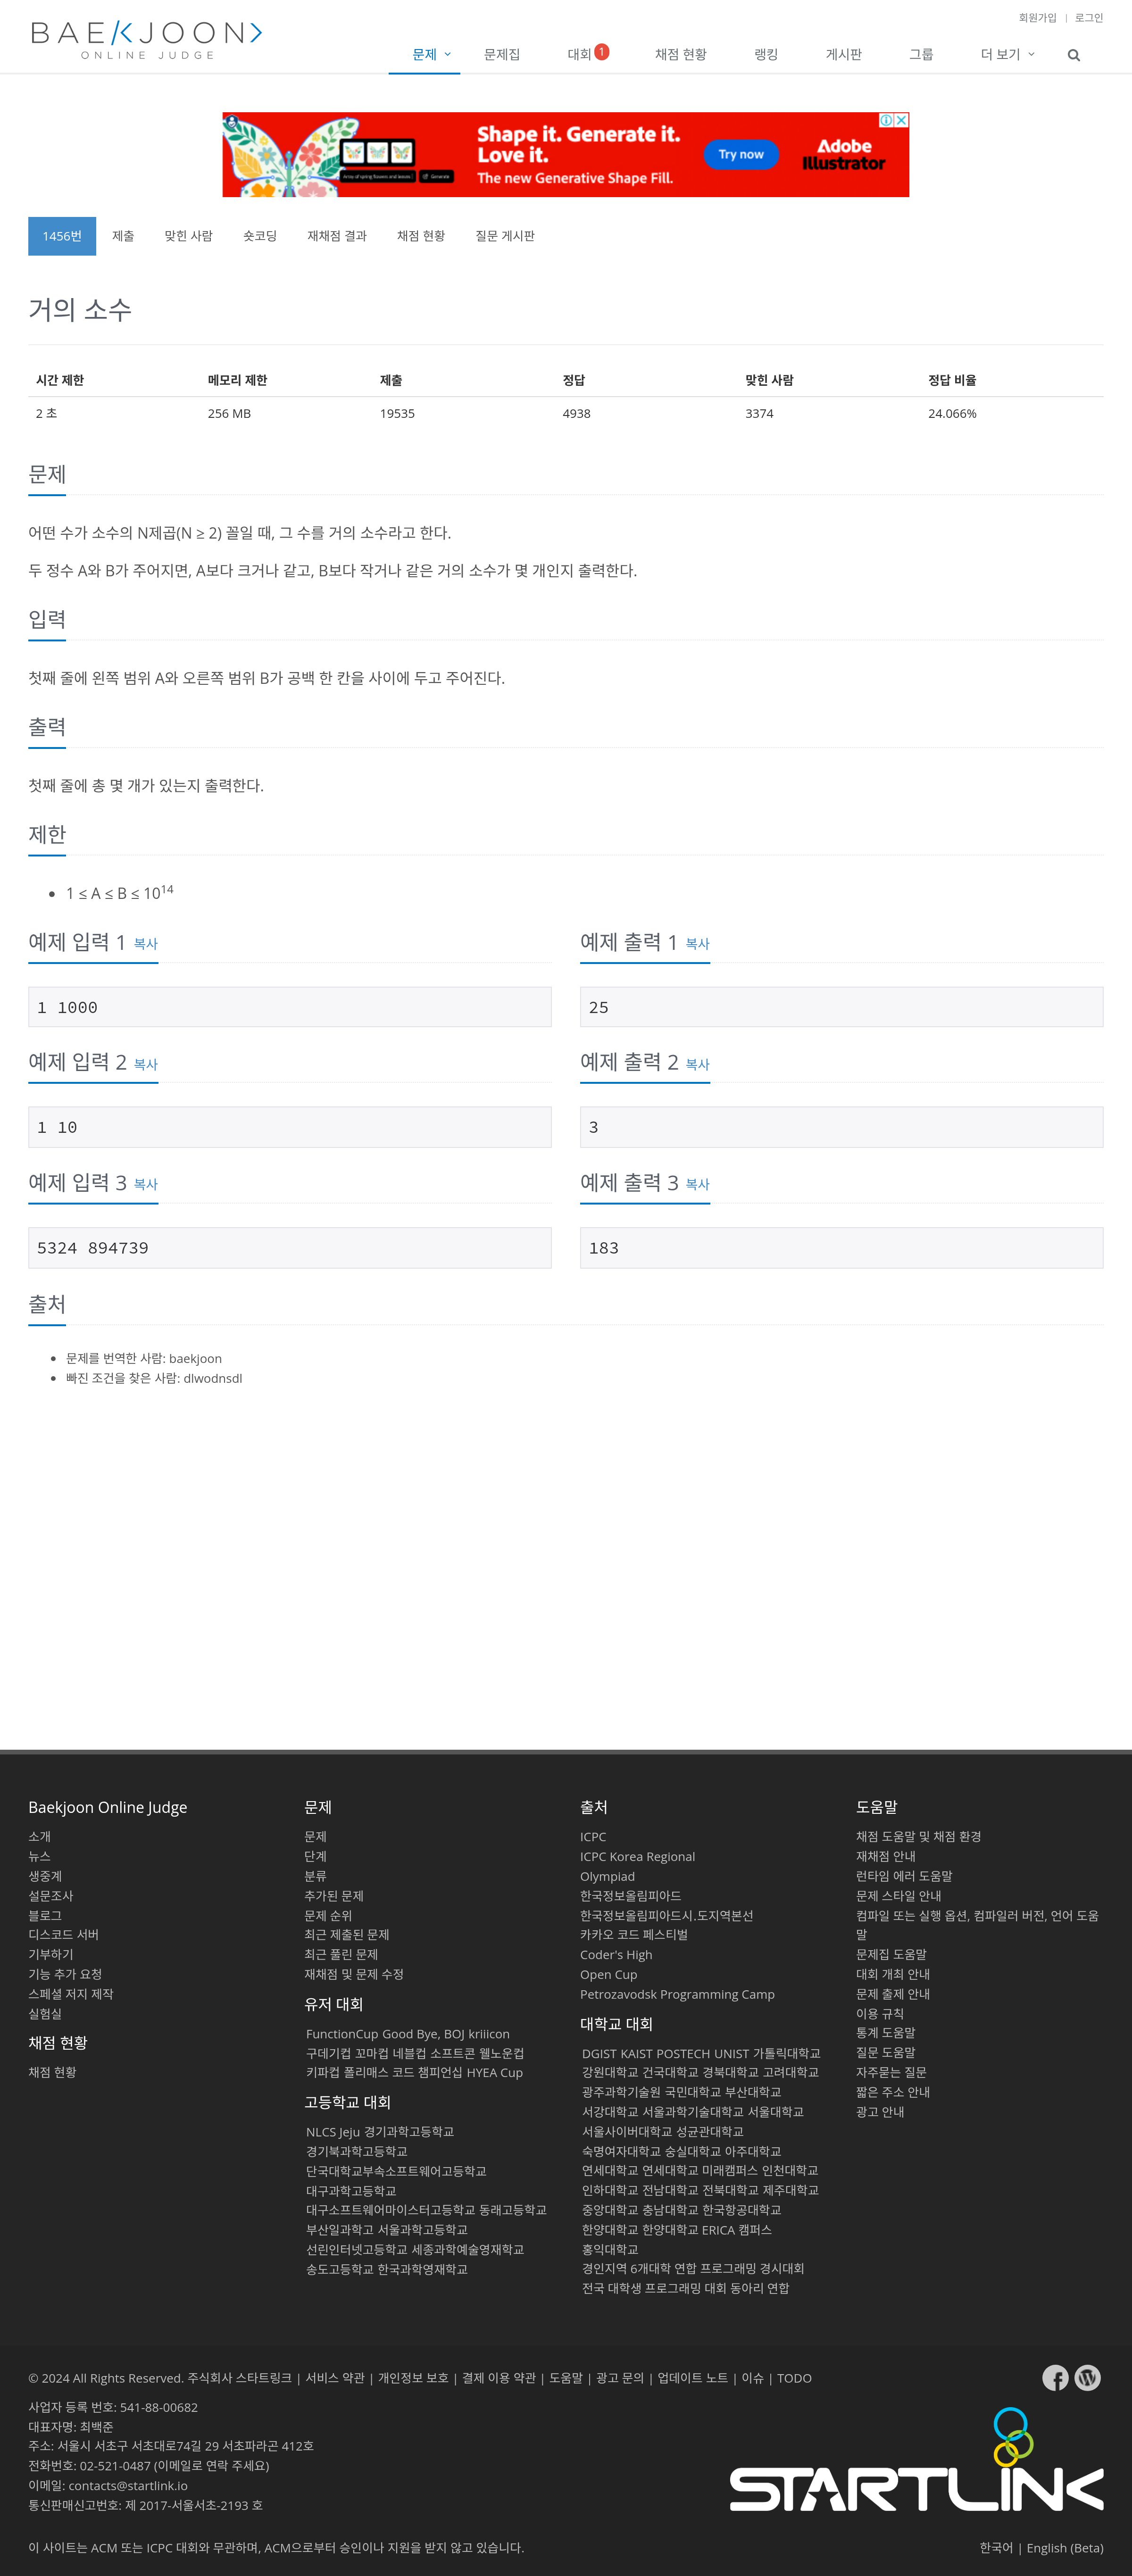 회원가입 | 로그인
BAEKJOON>
ONLINE JUDGE
문제 문제집 대회 1 채점 현황 랭킹 게시판 그룹 더 보기
Shape it. Generate it.
Love it.
The new Generative Shape Fill.
Try now
Adobe
Illustrator
Array of spring flowers and leaves
Generate
1456번 제출 맞힌 사람 숏코딩 재채점 결과 채점 현황 질문 게시판
거의 소수
시간 제한 메모리 제한 제출 정답 맞힌 사람 정답 비율
2 초 256 MB 19535 4938 3374 24.066%
문제
어떤 수가 소수의 N제곱(N ≥ 2) 꼴일 때, 그 수를 거의 소수라고 한다.
두 정수 A와 B가 주어지면, A보다 크거나 같고, B보다 작거나 같은 거의 소수가 몇 개인지 출력한다.
입력
첫째 줄에 왼쪽 범위 A와 오른쪽 범위 B가 공백 한 칸을 사이에 두고 주어진다.
출력
첫째 줄에 총 몇 개가 있는지 출력한다.
제한
• 1 ≤ A ≤ B ≤ 10^14
예제 입력 1 복사
1 1000
예제 출력 1 복사
25
예제 입력 2 복사
1 10
예제 출력 2 복사
3
예제 입력 3 복사
5324 894739
예제 출력 3 복사
183
출처
• 문제를 번역한 사람: baekjoon
• 빠진 조건을 찾은 사람: dlwodnsdl
Baekjoon Online Judge
소개
뉴스
생중계
설문조사
블로그
디스코드 서버
기부하기
기능 추가 요청
스페셜 저지 제작
실험실
채점 현황
채점 현황
문제
문제
단계
분류
추가된 문제
문제 순위
최근 제출된 문제
최근 풀린 문제
재채점 및 문제 수정
유저 대회
FunctionCup Good Bye, BOJ kriiicon
구데기컵 꼬마컵 네블컵 소프트콘 웰노운컵
키파컵 폴리매스 코드 챔피언십 HYEA Cup
고등학교 대회
NLCS Jeju 경기과학고등학교
경기북과학고등학교
단국대학교부속소프트웨어고등학교
대구과학고등학교
대구소프트웨어마이스터고등학교 동래고등학교
부산일과학고 서울과학고등학교
선린인터넷고등학교 세종과학예술영재학교
송도고등학교 한국과학영재학교
출처
ICPC
ICPC Korea Regional
Olympiad
한국정보올림피아드
한국정보올림피아드시.도지역본선
카카오 코드 페스티벌
Coder's High
Open Cup
Petrozavodsk Programming Camp
대학교 대회
DGIST KAIST POSTECH UNIST 가톨릭대학교
강원대학교 건국대학교 경북대학교 고려대학교
광주과학기술원 국민대학교 부산대학교
서강대학교 서울과학기술대학교 서울대학교
서울사이버대학교 성균관대학교
숙명여자대학교 숭실대학교 아주대학교
연세대학교 연세대학교 미래캠퍼스 인천대학교
인하대학교 전남대학교 전북대학교 제주대학교
중앙대학교 충남대학교 한국항공대학교
한양대학교 한양대학교 ERICA 캠퍼스
홍익대학교
경인지역 6개대학 연합 프로그래밍 경시대회
전국 대학생 프로그래밍 대회 동아리 연합
도움말
채점 도움말 및 채점 환경
재채점 안내
런타임 에러 도움말
문제 스타일 안내
컴파일 또는 실행 옵션, 컴파일러 버전, 언어 도움
말
문제집 도움말
대회 개최 안내
문제 출제 안내
이용 규칙
통계 도움말
질문 도움말
자주묻는 질문
짧은 주소 안내
광고 안내
© 2024 All Rights Reserved. 주식회사 스타트링크 | 서비스 약관 | 개인정보 보호 | 결제 이용 약관 | 도움말 | 광고 문의 | 업데이트 노트 | 이슈 | TODO
사업자 등록 번호: 541-88-00682
대표자명: 최백준
주소: 서울시 서초구 서초대로74길 29 서초파라곤 412호
전화번호: 02-521-0487 (이메일로 연락 주세요)
이메일: contacts@startlink.io
통신판매신고번호: 제 2017-서울서초-2193 호
STARTLINK
이 사이트는 ACM 또는 ICPC 대회와 무관하며, ACM으로부터 승인이나 지원을 받지 않고 있습니다.
한국어 | English (Beta)